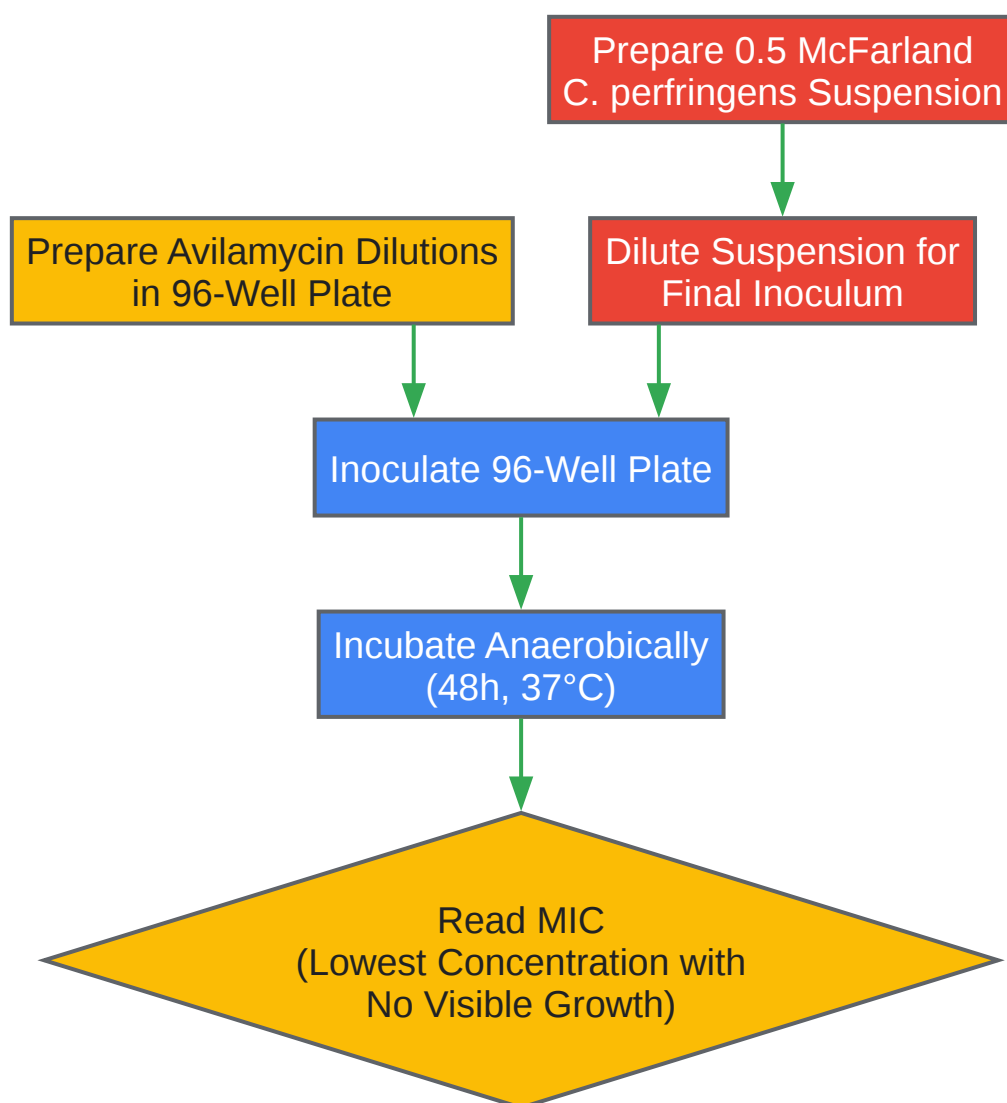 Prepare 0.5 McFarland
C. perfringens Suspension
Prepare Avilamycin Dilutions
in 96-Well Plate
Dilute Suspension for
Final Inoculum
Inoculate 96-Well Plate
Incubate Anaerobically
(48h, 37°C)
Read MIC
(Lowest Concentration with
No Visible Growth)